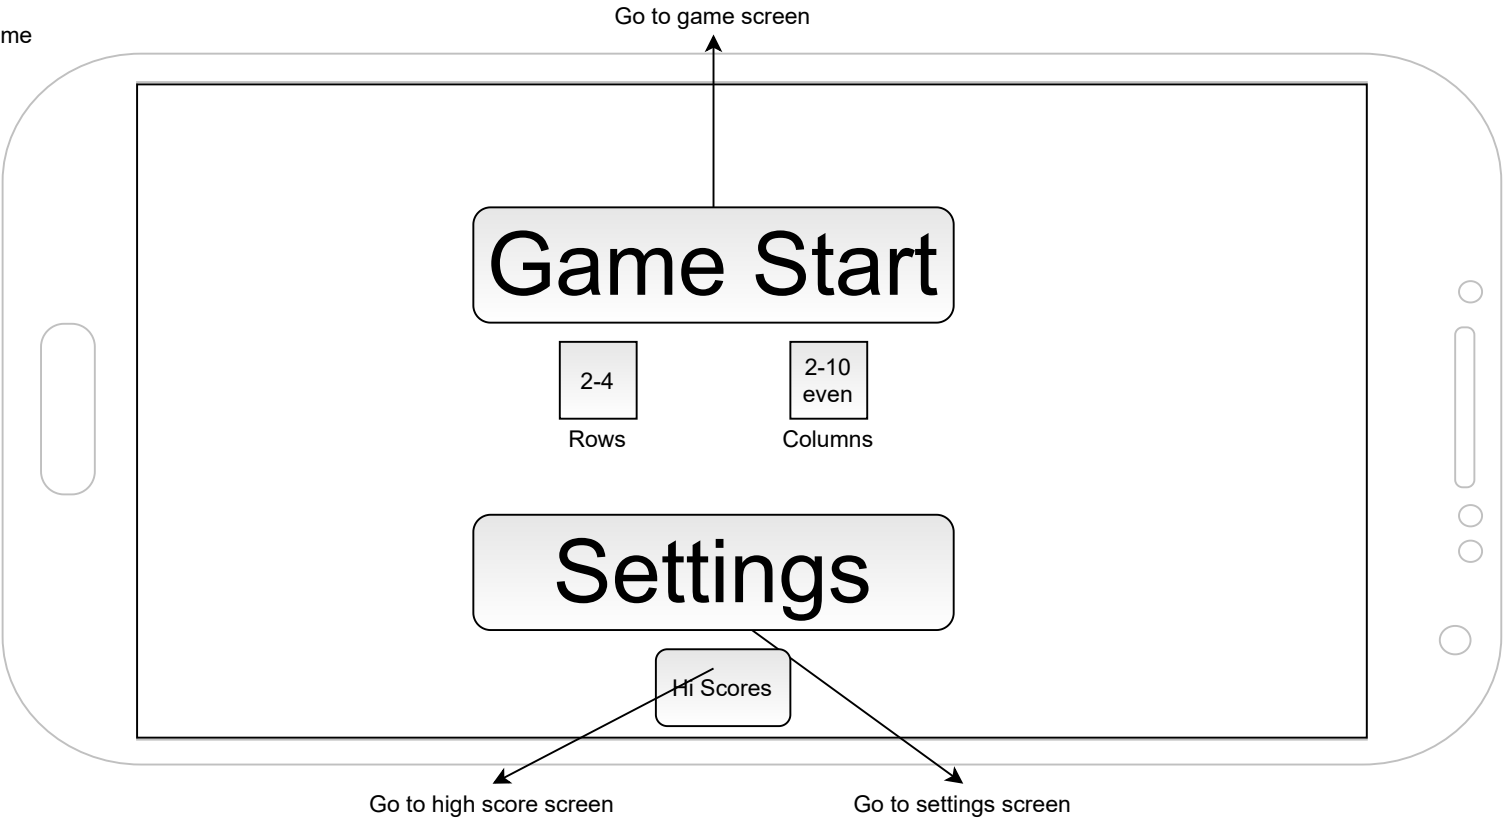 Go to game screen
me
Game Start
2-4
2-10
even
Rows
Columns
Settings
Hi Scores
Go to high score screen
Go to settings screen